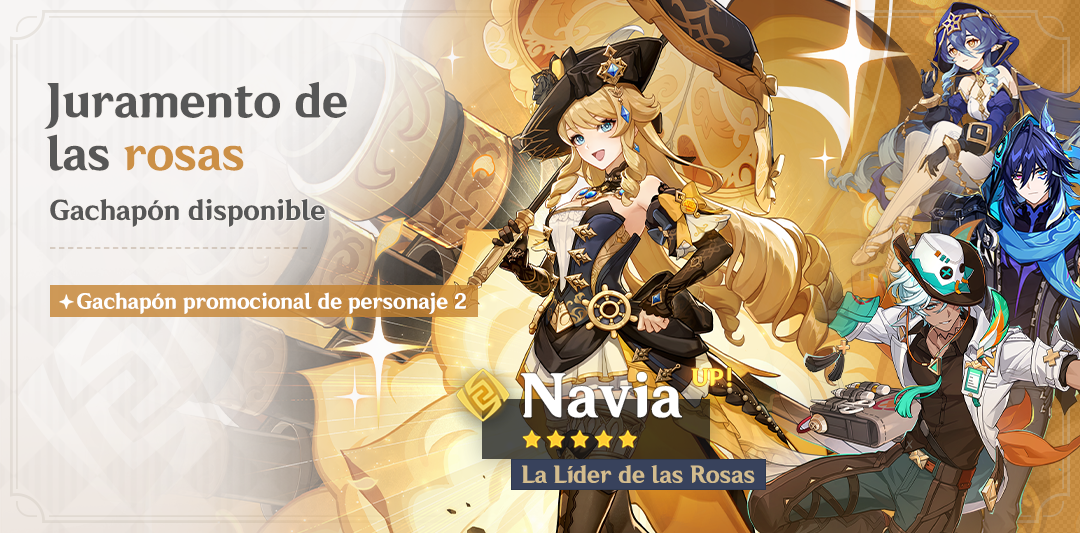 Juramento de
las rosas
Gachapón disponible
Gachapón promocional de personaje 2
Navia UP!
La Líder de las Rosas